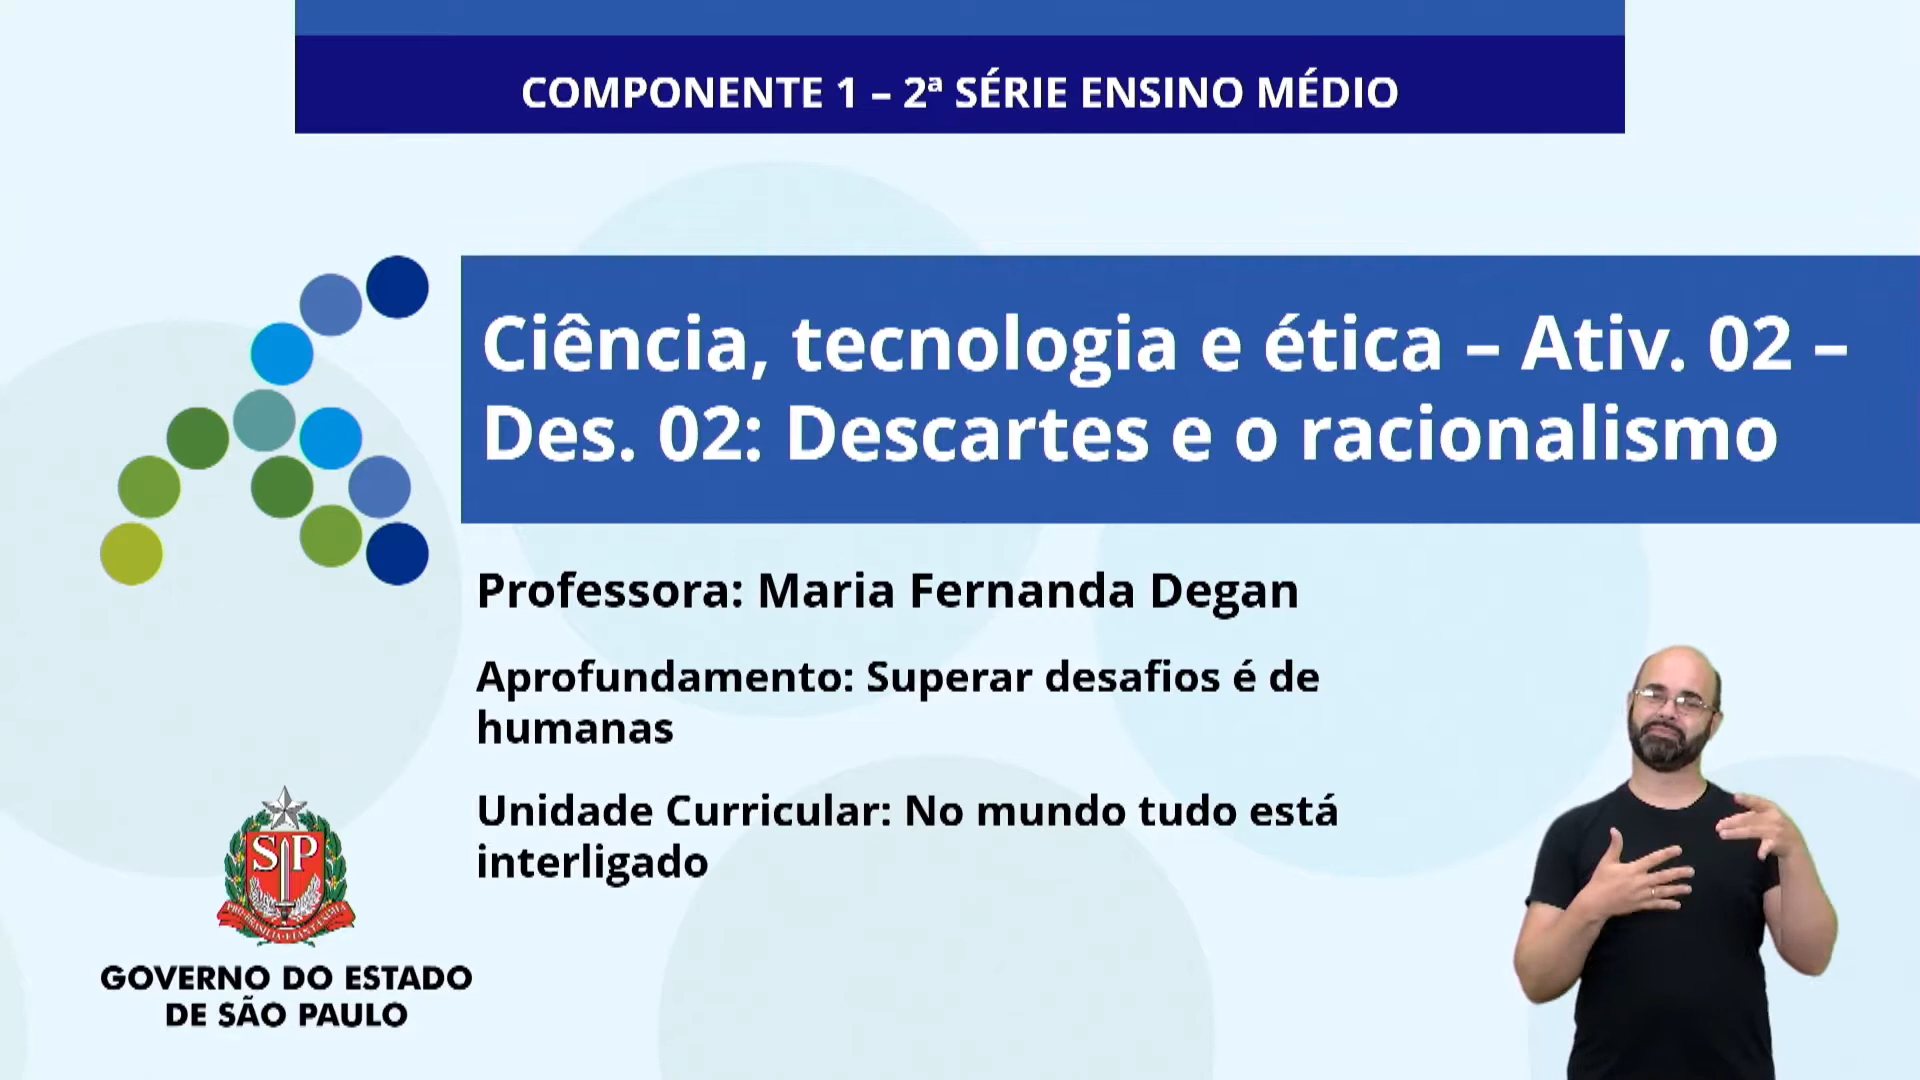 COMPONENTE 1 – 2ª SÉRIE ENSINO MÉDIO
Ciência, tecnologia e ética – Ativ. 02 –
Des. 02: Descartes e o racionalismo
Professora: Maria Fernanda Degan
Aprofundamento: Superar desafios é de
humanas
Unidade Curricular: No mundo tudo está
interligado
SP
GOVERNO DO ESTADO
DE SÃO PAULO